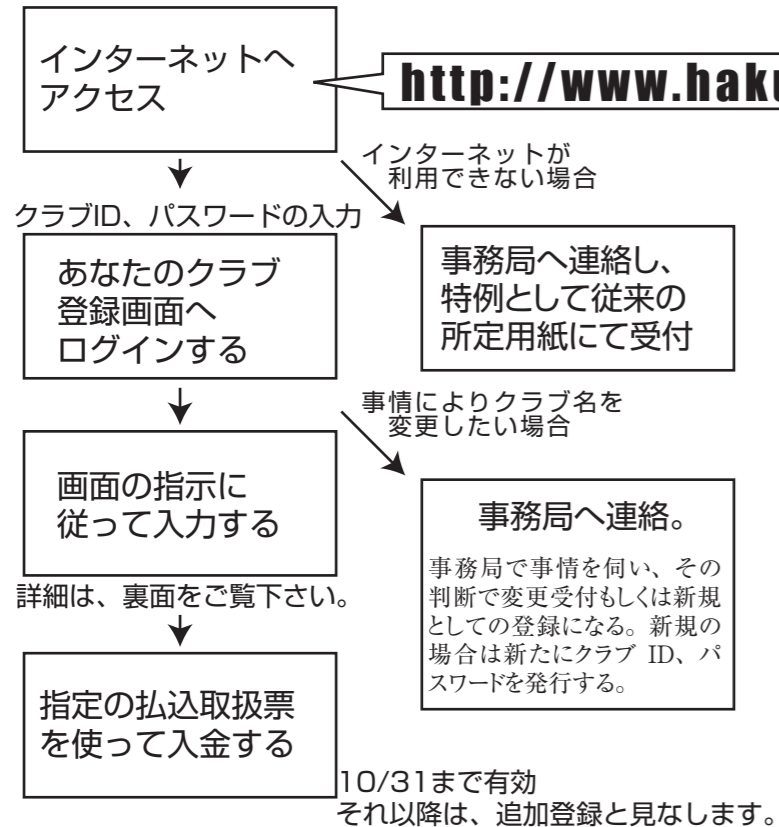 インターネットへ
アクセス
http://www.haku
インターネットが
利用できない場合
クラブID、パスワードの入力
あなたのクラブ
登録画面へ
ログインする
事務局へ連絡し、
特例として従来の
所定用紙にて受付
事情によりクラブ名を
変更したい場合
画面の指示に
従って入力する
事務局へ連絡。
事務局で事情を伺い、その
判断で変更受付もしくは新規
としての登録になる。新規の
場合は新たにクラブ ID、パ
スワードを発行する。
詳細は、裏面をご覧下さい。
指定の払込取扱票
を使って入金する
10/31まで有効
それ以降は、追加登録と見なします。